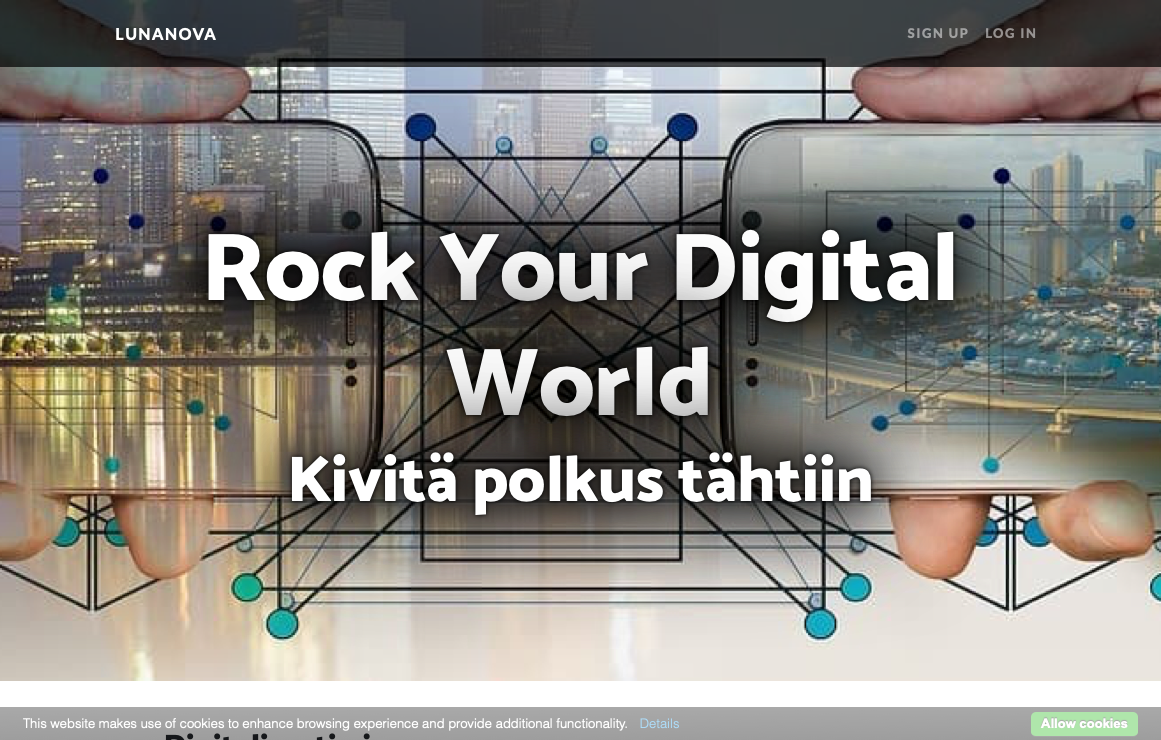 LUNANOVA
SIGN UP LOG IN
Rock Your Digital
World
Kivitä polkus tähtiin
This website makes use of cookies to enhance browsing experience and provide additional functionality. Details
Allow cookies